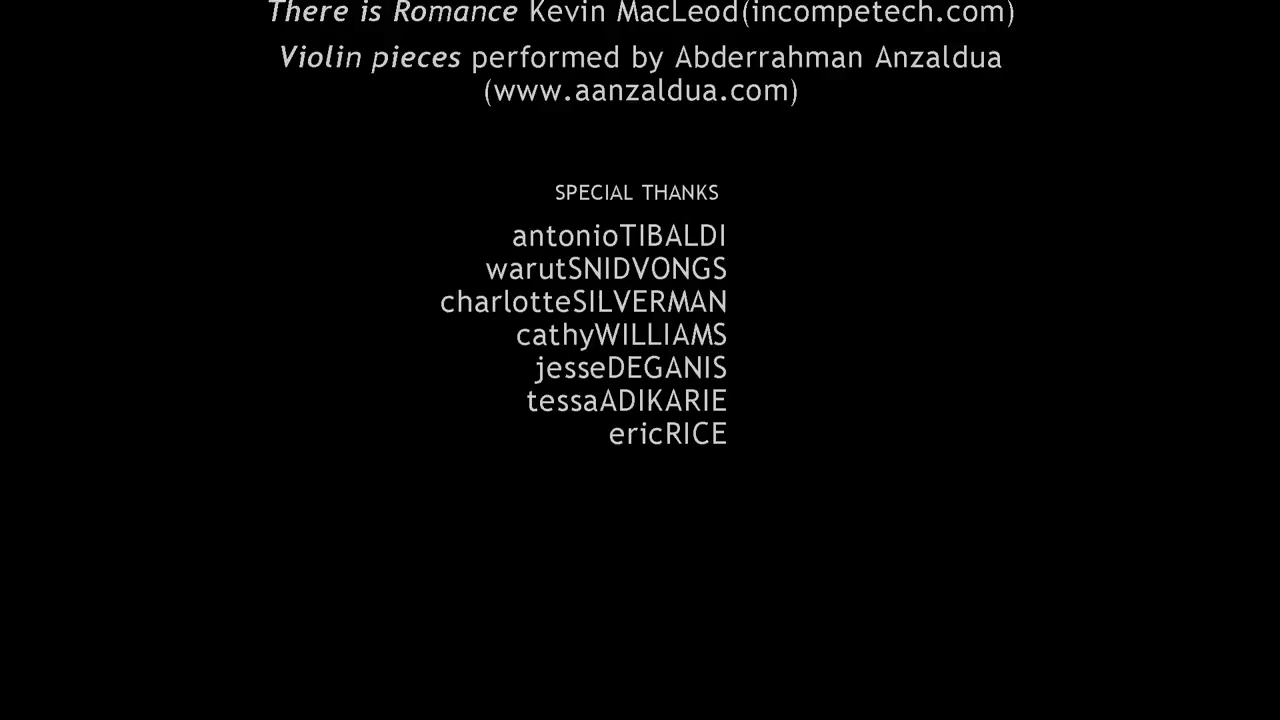 There is Romance Kevin MacLeod(incompetech.com)
Violin pieces performed by Abderrahman Anzaldua
(www.aanzaldua.com)
SPECIAL THANKS
antonioTIBALDI
warutSNIDVONGS
charlotteSILVERMAN
cathyWILLIAMS
jesseDEGANIS
tessaADIKARIE
ericRICE